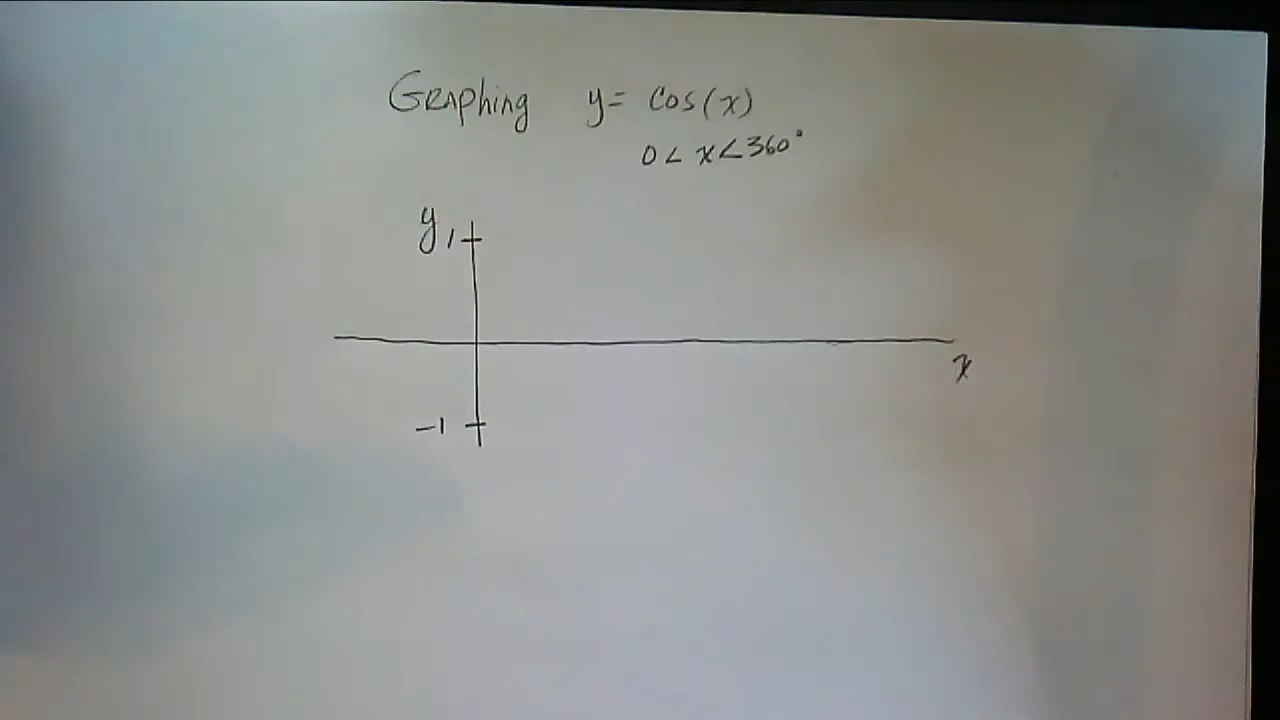 Graphing y = cos(x)
0 < x < 360°
y 1
x
-1